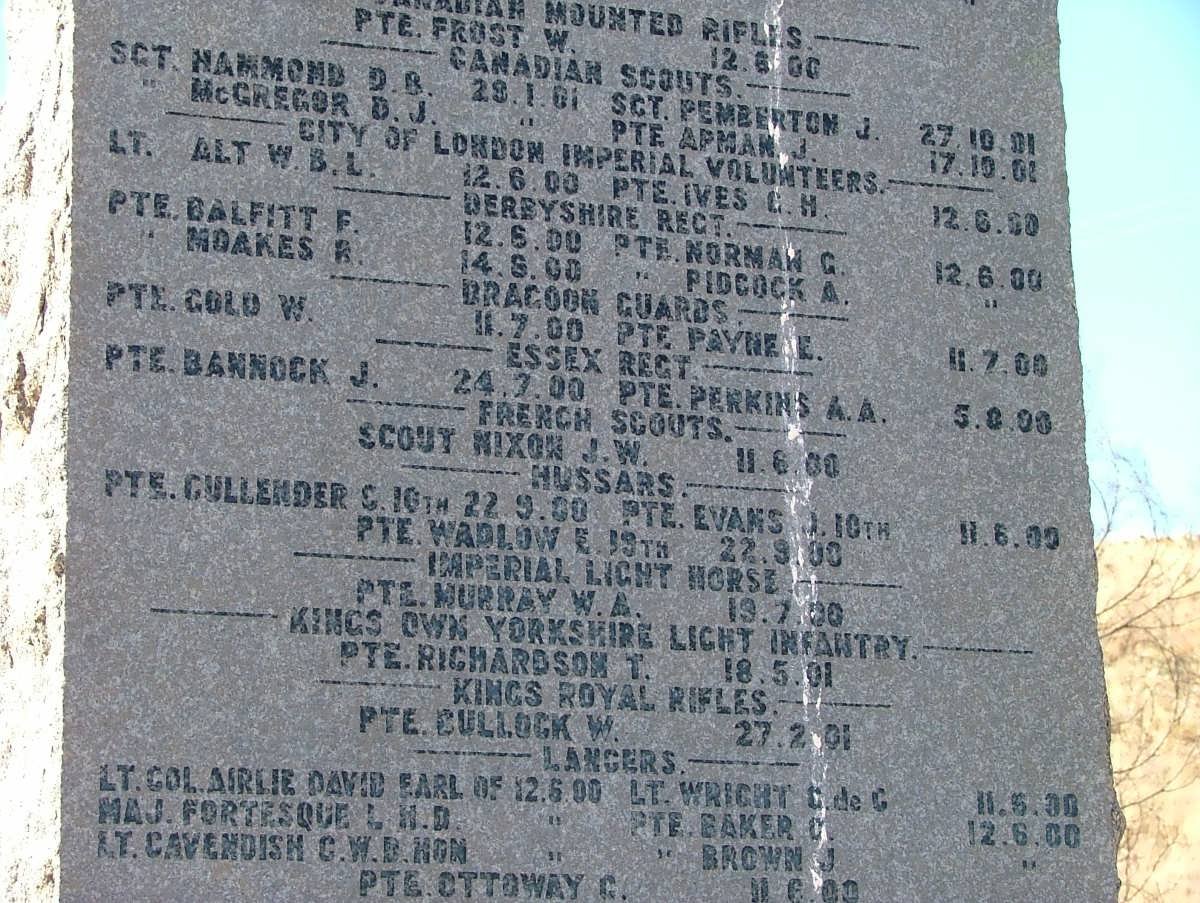 CANADIAN MOUNTED RIFLES.
PTE. FROST W. 12.6.00
CANADIAN SCOUTS.
SGT. HAMMOND D.B. 28.1.01 SGT. PEMBERTON J. 27.10.01
" McGREGOR D.J. " PTE APMAN J. 17.10.01
CITY OF LONDON IMPERIAL VOLUNTEERS.
LT. ALT W.B.L. 12.6.00 PTE. IVES G.H. 12.6.00
DERBYSHIRE REGT.
PTE. BALFITT F. 12.6.00 PTE. NORMAN G. 12.6.00
" MOAKES R. 14.6.00 " PIDCOCK A. "
DRAGOON GUARDS.
PTE. GOLD W. 11.7.00 PTE PAYNE E. 11.7.00
ESSEX REGT
PTE. BANNOCK J. 24.7.00 PTE. PERKINS A.A. 5.8.00
FRENCH SCOUTS.
SCOUT NIXON J.W. 11.6.00
HUSSARS.
PTE. CULLENDER 22.9.00 PTE. EVANS J. 10TH 11.6.00
PTE. WADLOW E. 22.9.00
IMPERIAL LIGHT HORSE
PTE. MURRAY W.A. 19.7.00
KINGS OWN YORKSHIRE LIGHT INFANTRY.
PTE. RICHARDSON T. 18.5.01
KINGS ROYAL RIFLES.
PTE. BULLOCK W. 27.2.01
LANCERS.
LT. COL. AIRLIE DAVID EARL OF 12.6.00 LT. WRIGHT C. de C 11.6.00
MAJ. FORTESQUE L.H.D. " PTE. BAKER 12.6.00
LT. CAVENDISH C.W.B. HON " " BROWN J "
PTE. OTTOWAY C. 11.6.00